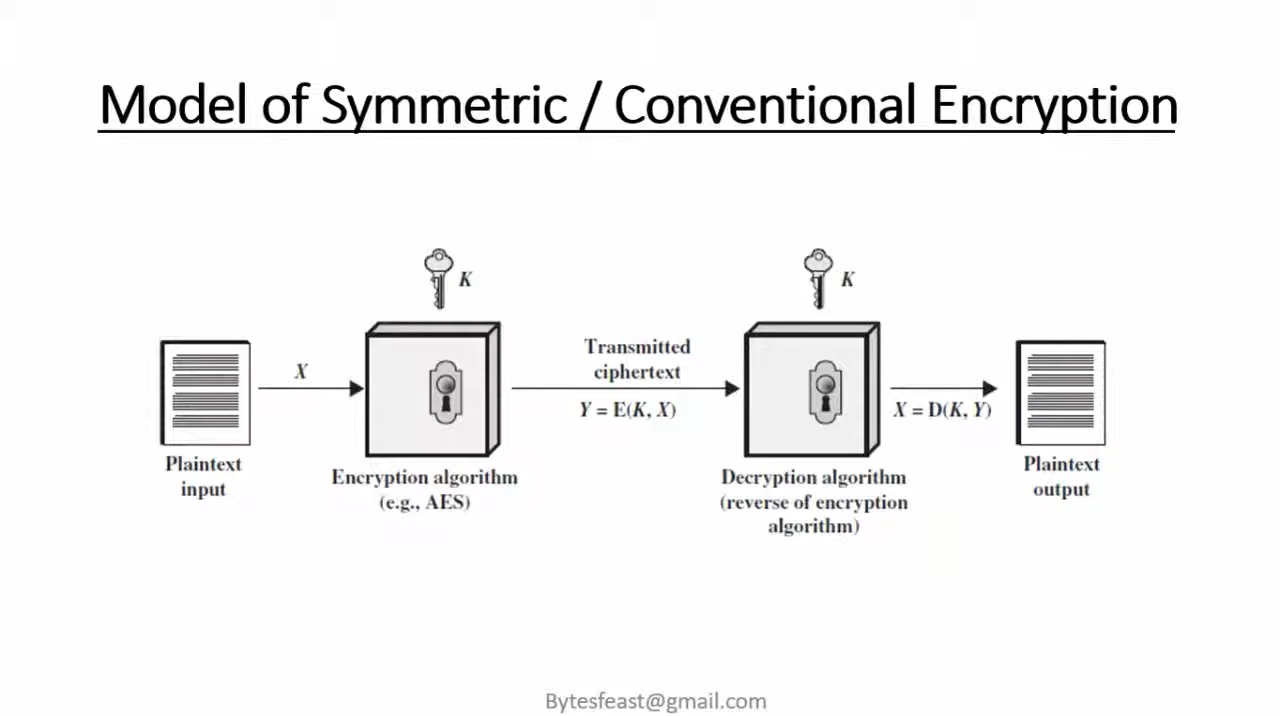 Model of Symmetric / Conventional Encryption
K
K
X
Transmitted
ciphertext
Y = E(K, X)
X = D(K, Y)
Plaintext
input
Encryption algorithm
(e.g., AES)
Decryption algorithm
(reverse of encryption
algorithm)
Plaintext
output
Bytesfeast@gmail.com